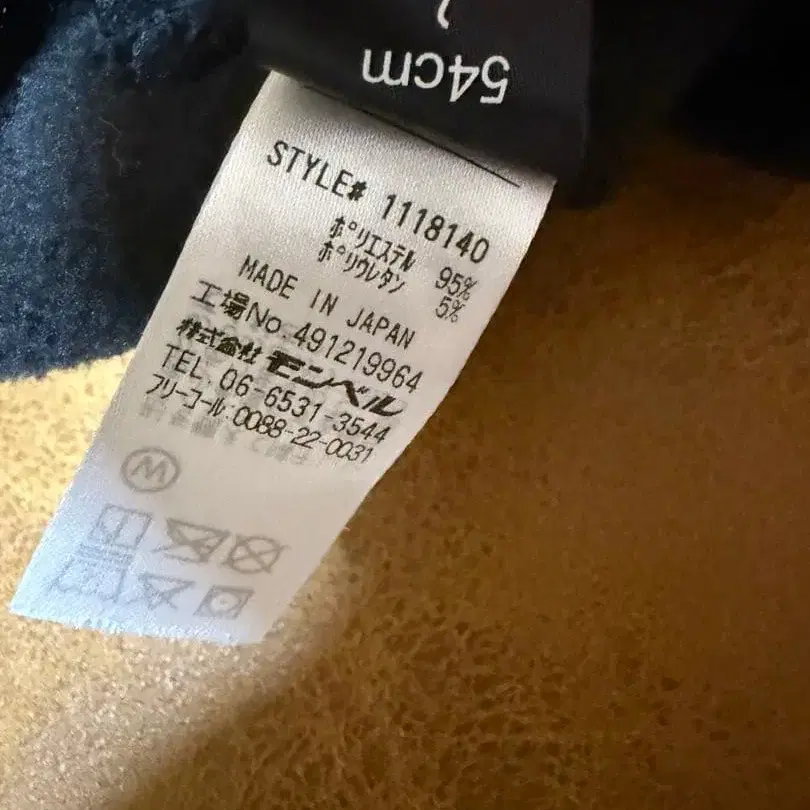 54cm
STYLE# 1118140
ポリエステル 95%
ポリウレタン 5%
MADE IN JAPAN
工場No.491219964
株式会社モンベル
TEL.06-6531-3544
フリーコール:0088-22-0031
W